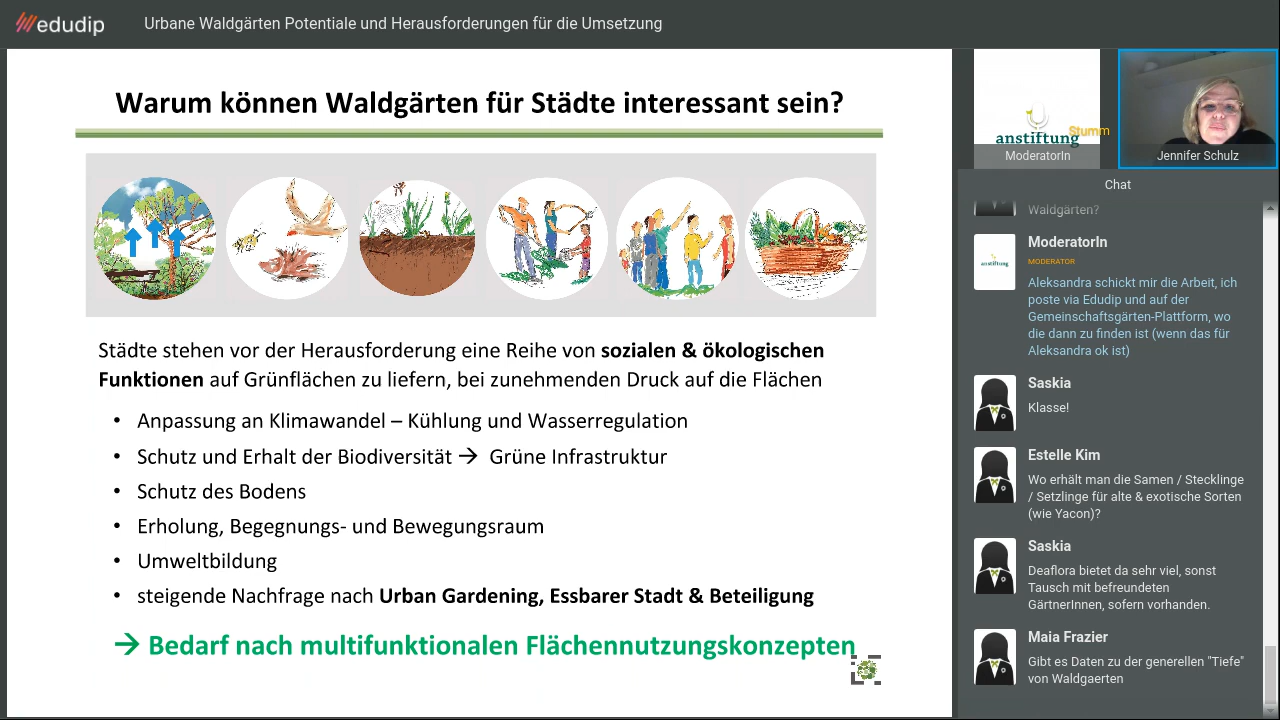 edudip
Urbane Waldgärten Potentiale und Herausforderungen für die Umsetzung
Warum können Waldgärten für Städte interessant sein?
Städte stehen vor der Herausforderung eine Reihe von sozialen & ökologischen
Funktionen auf Grünflächen zu liefern, bei zunehmenden Druck auf die Flächen
• Anpassung an Klimawandel – Kühlung und Wasserregulation
• Schutz und Erhalt der Biodiversität → Grüne Infrastruktur
• Schutz des Bodens
• Erholung, Begegnungs- und Bewegungsraum
• Umweltbildung
• steigende Nachfrage nach Urban Gardening, Essbarer Stadt & Beteiligung
→ Bedarf nach multifunktionalen Flächennutzungskonzepten
anstiftung
Stumm
ModeratorIn
Jennifer Schulz
Chat
Waldgärten?
anstiftung
ModeratorIn
MODERATOR
Aleksandra schickt mir die Arbeit, ich
poste via Edudip und auf der
Gemeinschaftsgärten-Plattform, wo
die dann zu finden ist (wenn das für
Aleksandra ok ist)
Saskia
Klasse!
Estelle Kim
Wo erhält man die Samen / Stecklinge
/ Setzlinge für alte & exotische Sorten
(wie Yacon)?
Saskia
Deaflora bietet da sehr viel, sonst
Tausch mit befreundeten
GärtnerInnen, sofern vorhanden.
Maia Frazier
Gibt es Daten zu der generellen "Tiefe"
von Waldgaerten